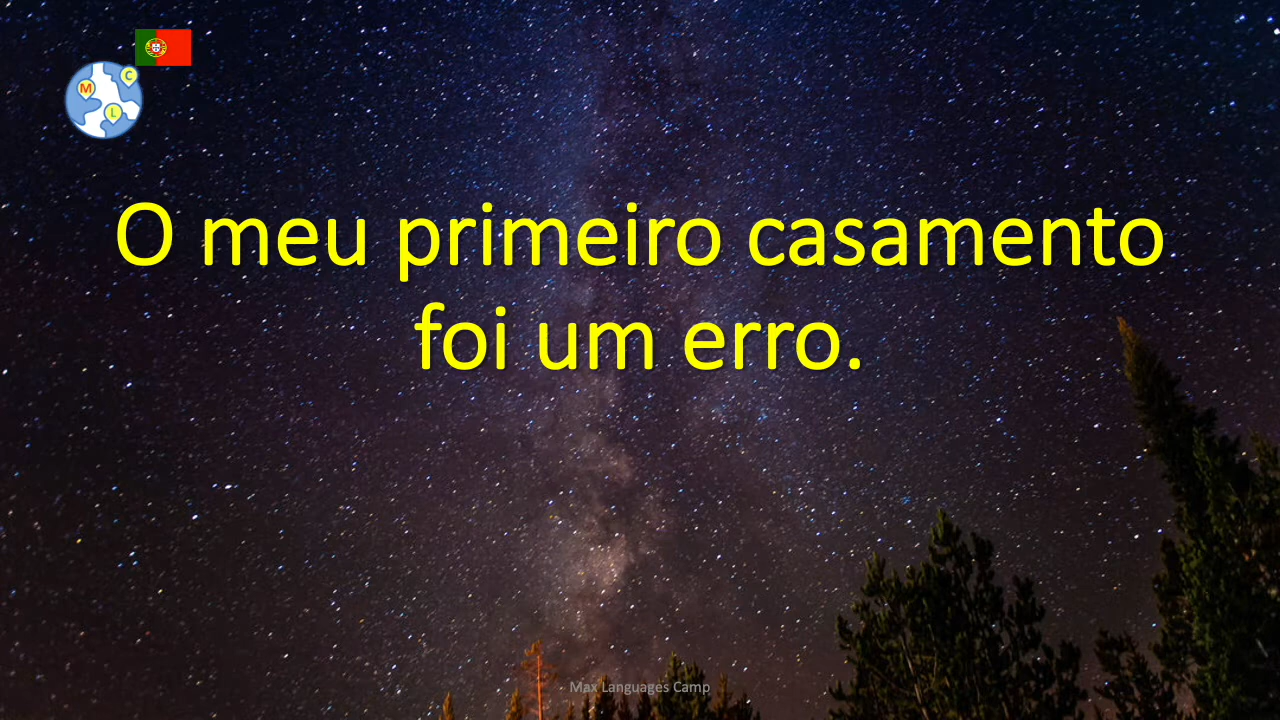 C
M
L
O meu primeiro casamento
foi um erro.
Max Languages Camp